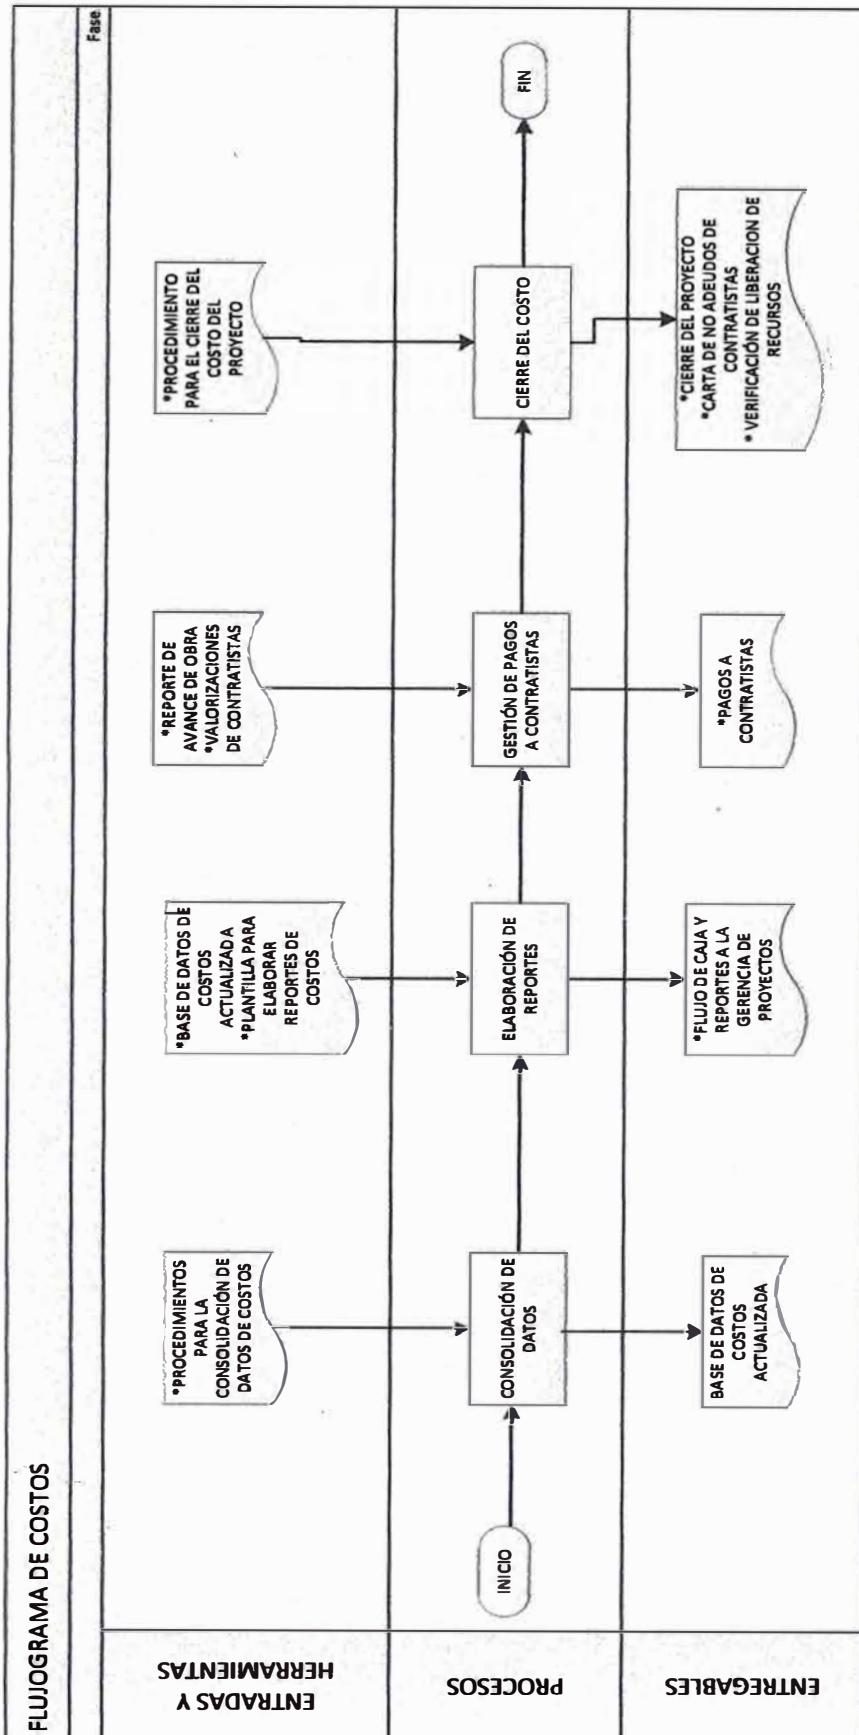 FLUJOGRAMA DE COSTOS
Fase
ENTRADAS Y
HERRAMIENTAS
*PROCEDIMIENTOS
PARA LA
CONSOLIDACIÓN DE
DATOS DE COSTOS
*BASE DE DATOS DE
COSTOS
ACTUALIZADA
*PLANTILLA PARA
ELABORAR
REPORTES DE
COSTOS
*REPORTE DE
AVANCE DE OBRA
*VALORIZACIONES
DE CONTRATISTAS
*PROCEDIMIENTO
PARA EL CIERRE DEL
COSTO DEL
PROYECTO
PROCESOS
INICIO
CONSOLIDACIÓN DE
DATOS
ELABORACIÓN DE
REPORTES
GESTIÓN DE PAGOS
A CONTRATISTAS
CIERRE DEL COSTO
FIN
ENTREGABLES
BASE DE DATOS DE
COSTOS
ACTUALIZADA
*FLUJO DE CAJA Y
REPORTES A LA
GERENCIA DE
PROYECTOS
*PAGOS A
CONTRATISTAS
*CIERRE DEL PROYECTO
*CARTA DE NO ADEUDOS DE
CONTRATISTAS
* VERIFICACIÓN DE LIBERACION DE
RECURSOS